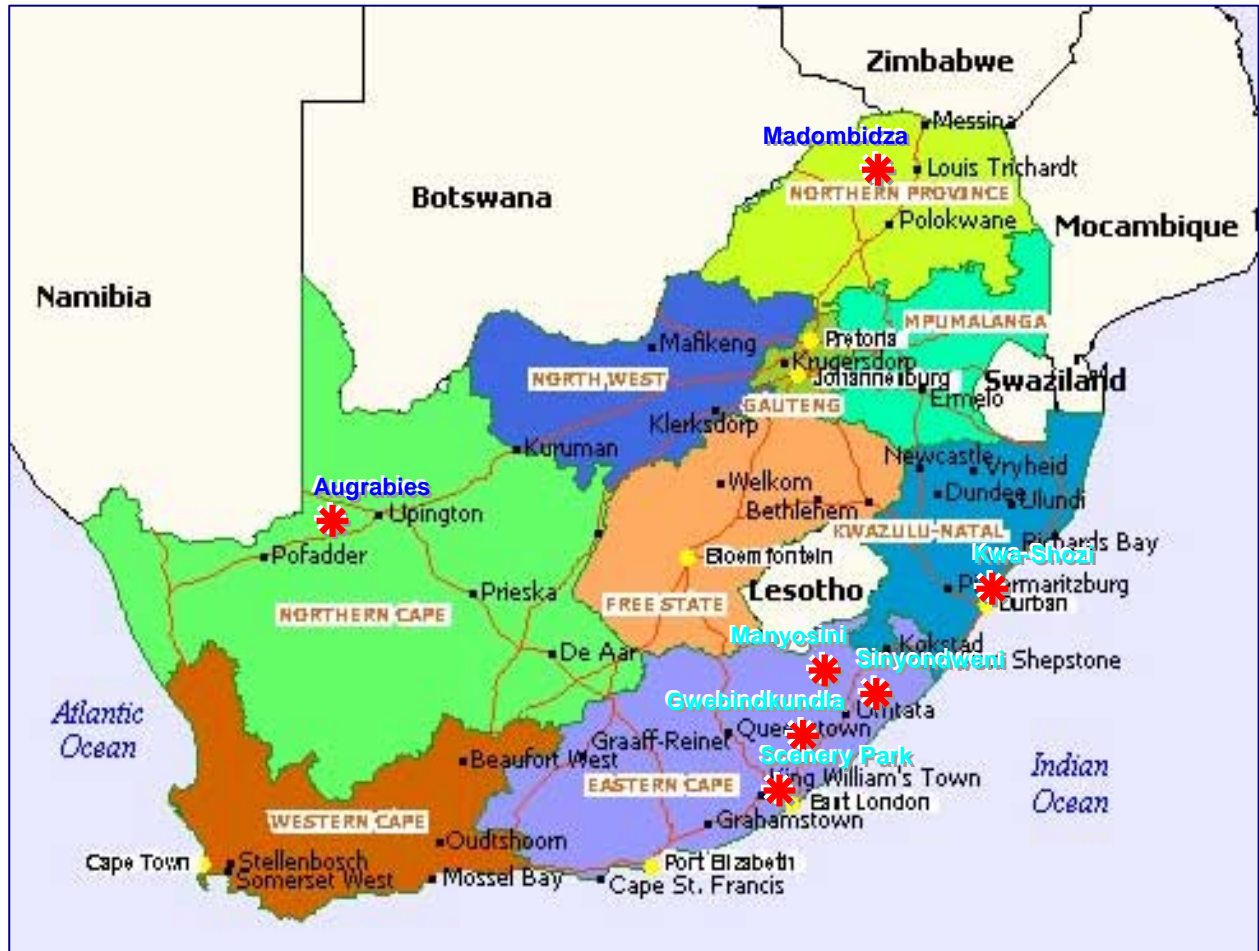 Zimbabwe
Messina
Madombidza
Louis Trichardt
NORTHERN PROVINCE
Botswana
Polokwane
Mocambique
Namibia
MPUMALANGA
Pretoria
Mafikeng
Krugersdorp
Johannesburg
NORTH WEST
Swaziland
Ermelo
GAUTENG
Klerksdorp
Kuruman
Newcastle
Vryheid
Welkom
Augrabies
Dundee
Ulundi
Bethlehem
Upington
KWAZULU-NATAL
Richards Bay
Pofadder
Bloemfontein
Kwa-Shozi
Lesotho
Prieska
FREE STATE
Durban
NORTHERN CAPE
Manyosini
Kokstad
De Aar
Sinyondweni
Shepstone
Gwebindkundla
Umtata
Atlantic
Ocean
Queenstown
Graaff-Reinet
Scenery Park
Beaufort West
Indian
Ocean
King William's Town
EASTERN CAPE
East London
WESTERN CAPE
Grahamstown
Oudtshoorn
Cape Town
Stellenbosch
Port Elizabeth
Somerset West
Mossel Bay
Cape St. Francis